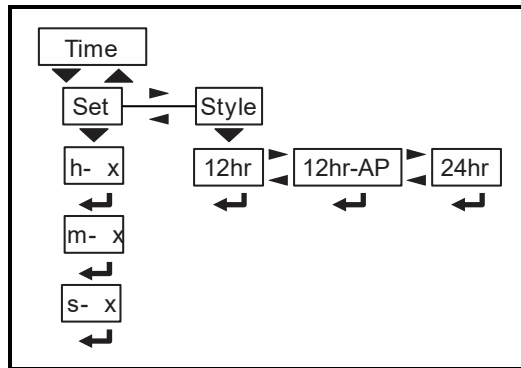 Time
Set Style
h- x 12hr 12hr-AP 24hr
m- x
s- x